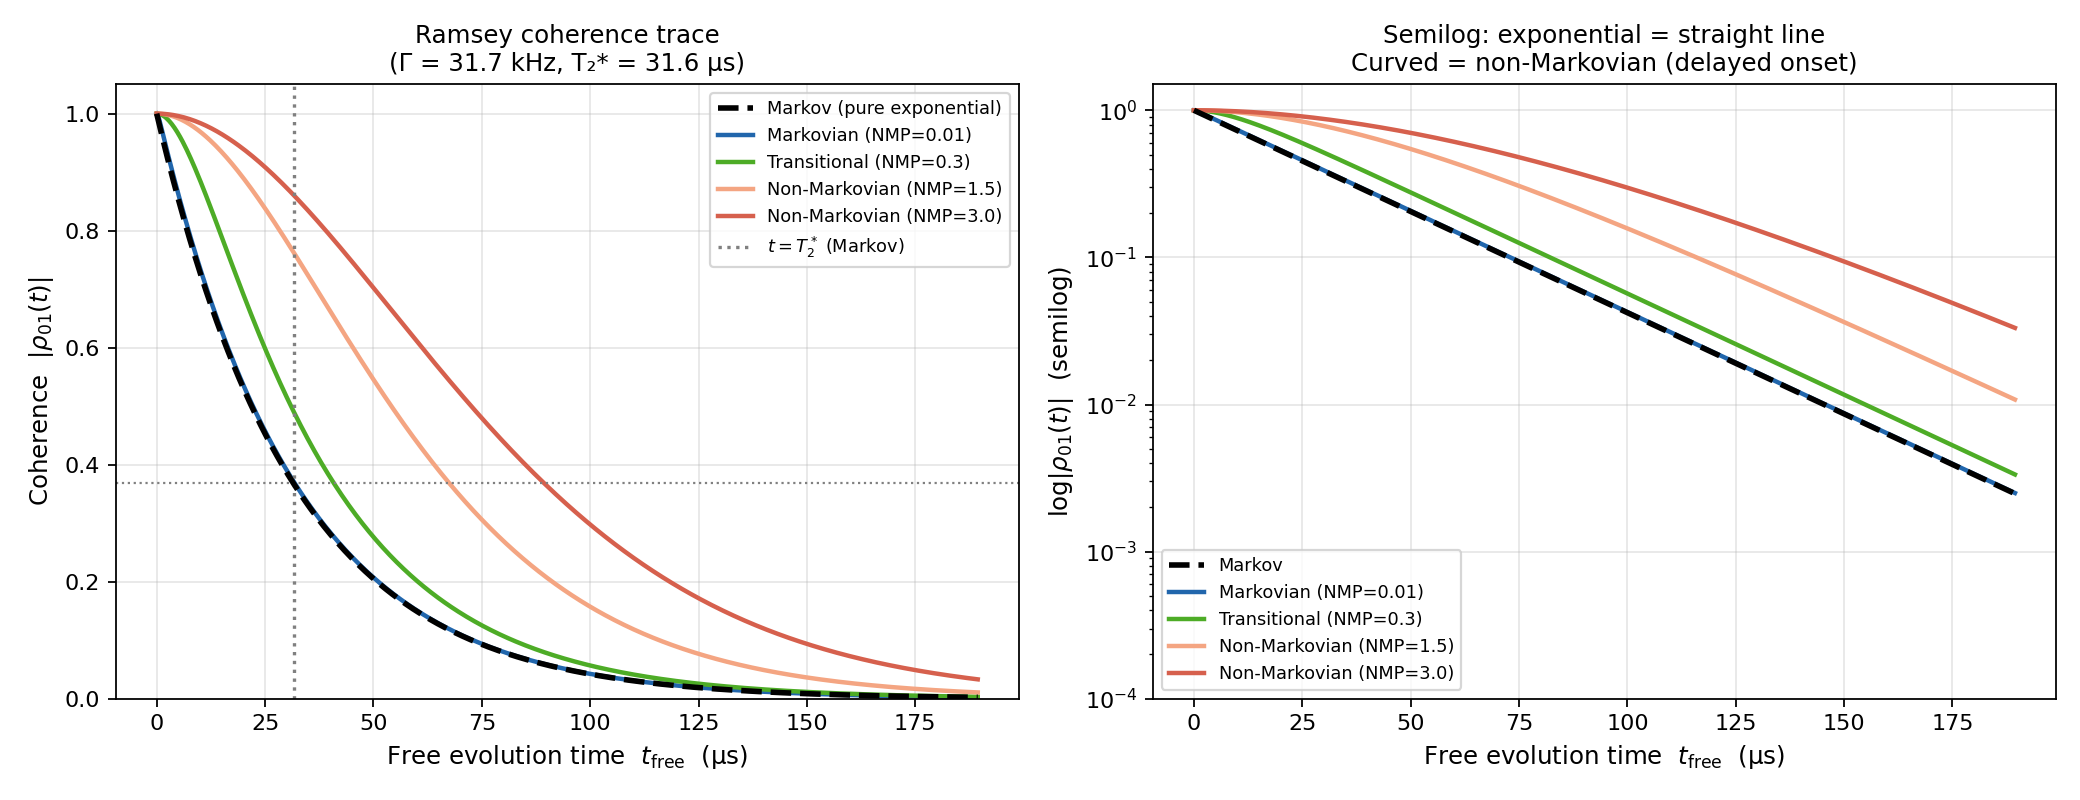 Ramsey coherence trace
(Γ = 31.7 kHz, T₂* = 31.6 µs)
Coherence |ρ₀₁(t)|
1.0
0.8
0.6
0.4
0.2
0.0
Markov (pure exponential)
Markovian (NMP=0.01)
Transitional (NMP=0.3)
Non-Markovian (NMP=1.5)
Non-Markovian (NMP=3.0)
t = T₂* (Markov)
0 25 50 75 100 125 150 175
Free evolution time t_free (µs)
Semilog: exponential = straight line
Curved = non-Markovian (delayed onset)
log|ρ₀₁(t)| (semilog)
10⁰
10⁻¹
10⁻²
10⁻³
10⁻⁴
Markov
Markovian (NMP=0.01)
Transitional (NMP=0.3)
Non-Markovian (NMP=1.5)
Non-Markovian (NMP=3.0)
0 25 50 75 100 125 150 175
Free evolution time t_free (µs)